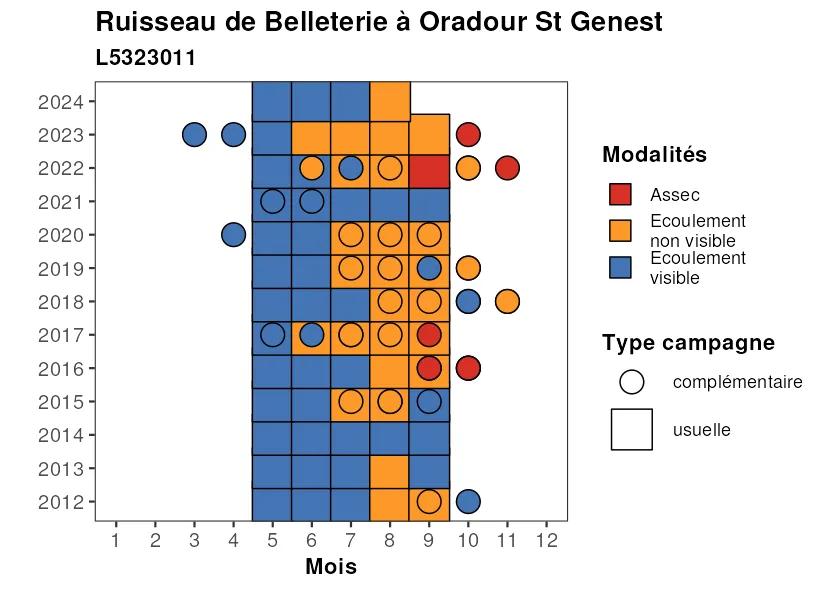 Ruisseau de Belleterie à Oradour St Genest
L5323011
2024
2023
2022
2021
2020
2019
2018
2017
2016
2015
2014
2013
2012
1 2 3 4 5 6 7 8 9 10 11 12
Mois
Modalités
Assec
Ecoulement
non visible
Ecoulement
visible
Type campagne
complémentaire
usuelle